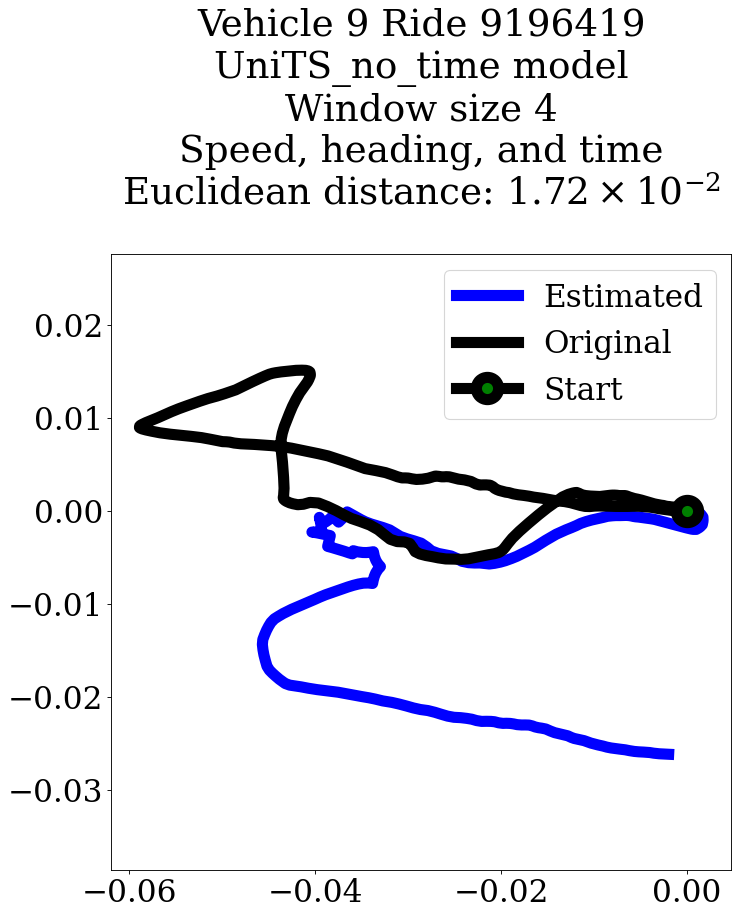 Vehicle 9 Ride 9196419
UniTS_no_time model
Window size 4
Speed, heading, and time
Euclidean distance: $1.72 \times 10^{-2}$
Estimated
Original
Start
0.02
0.01
0.00
−0.01
−0.02
−0.03
−0.06
−0.04
−0.02
0.00